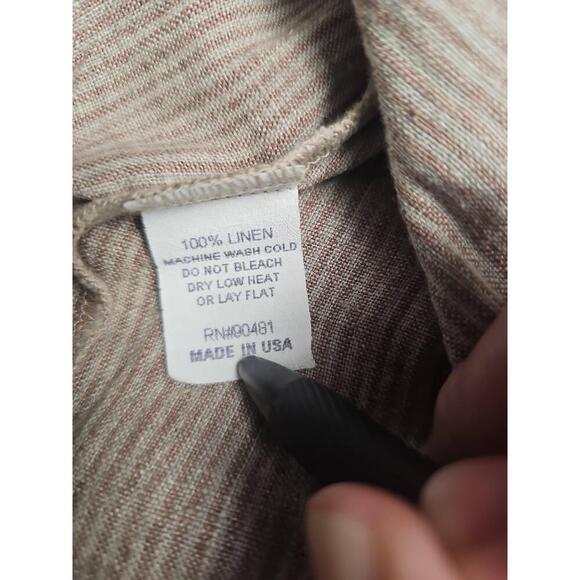 100% LINEN
MACHINE WASH COLD
DO NOT BLEACH
DRY LOW HEAT
OR LAY FLAT
RN#90481
MADE IN USA